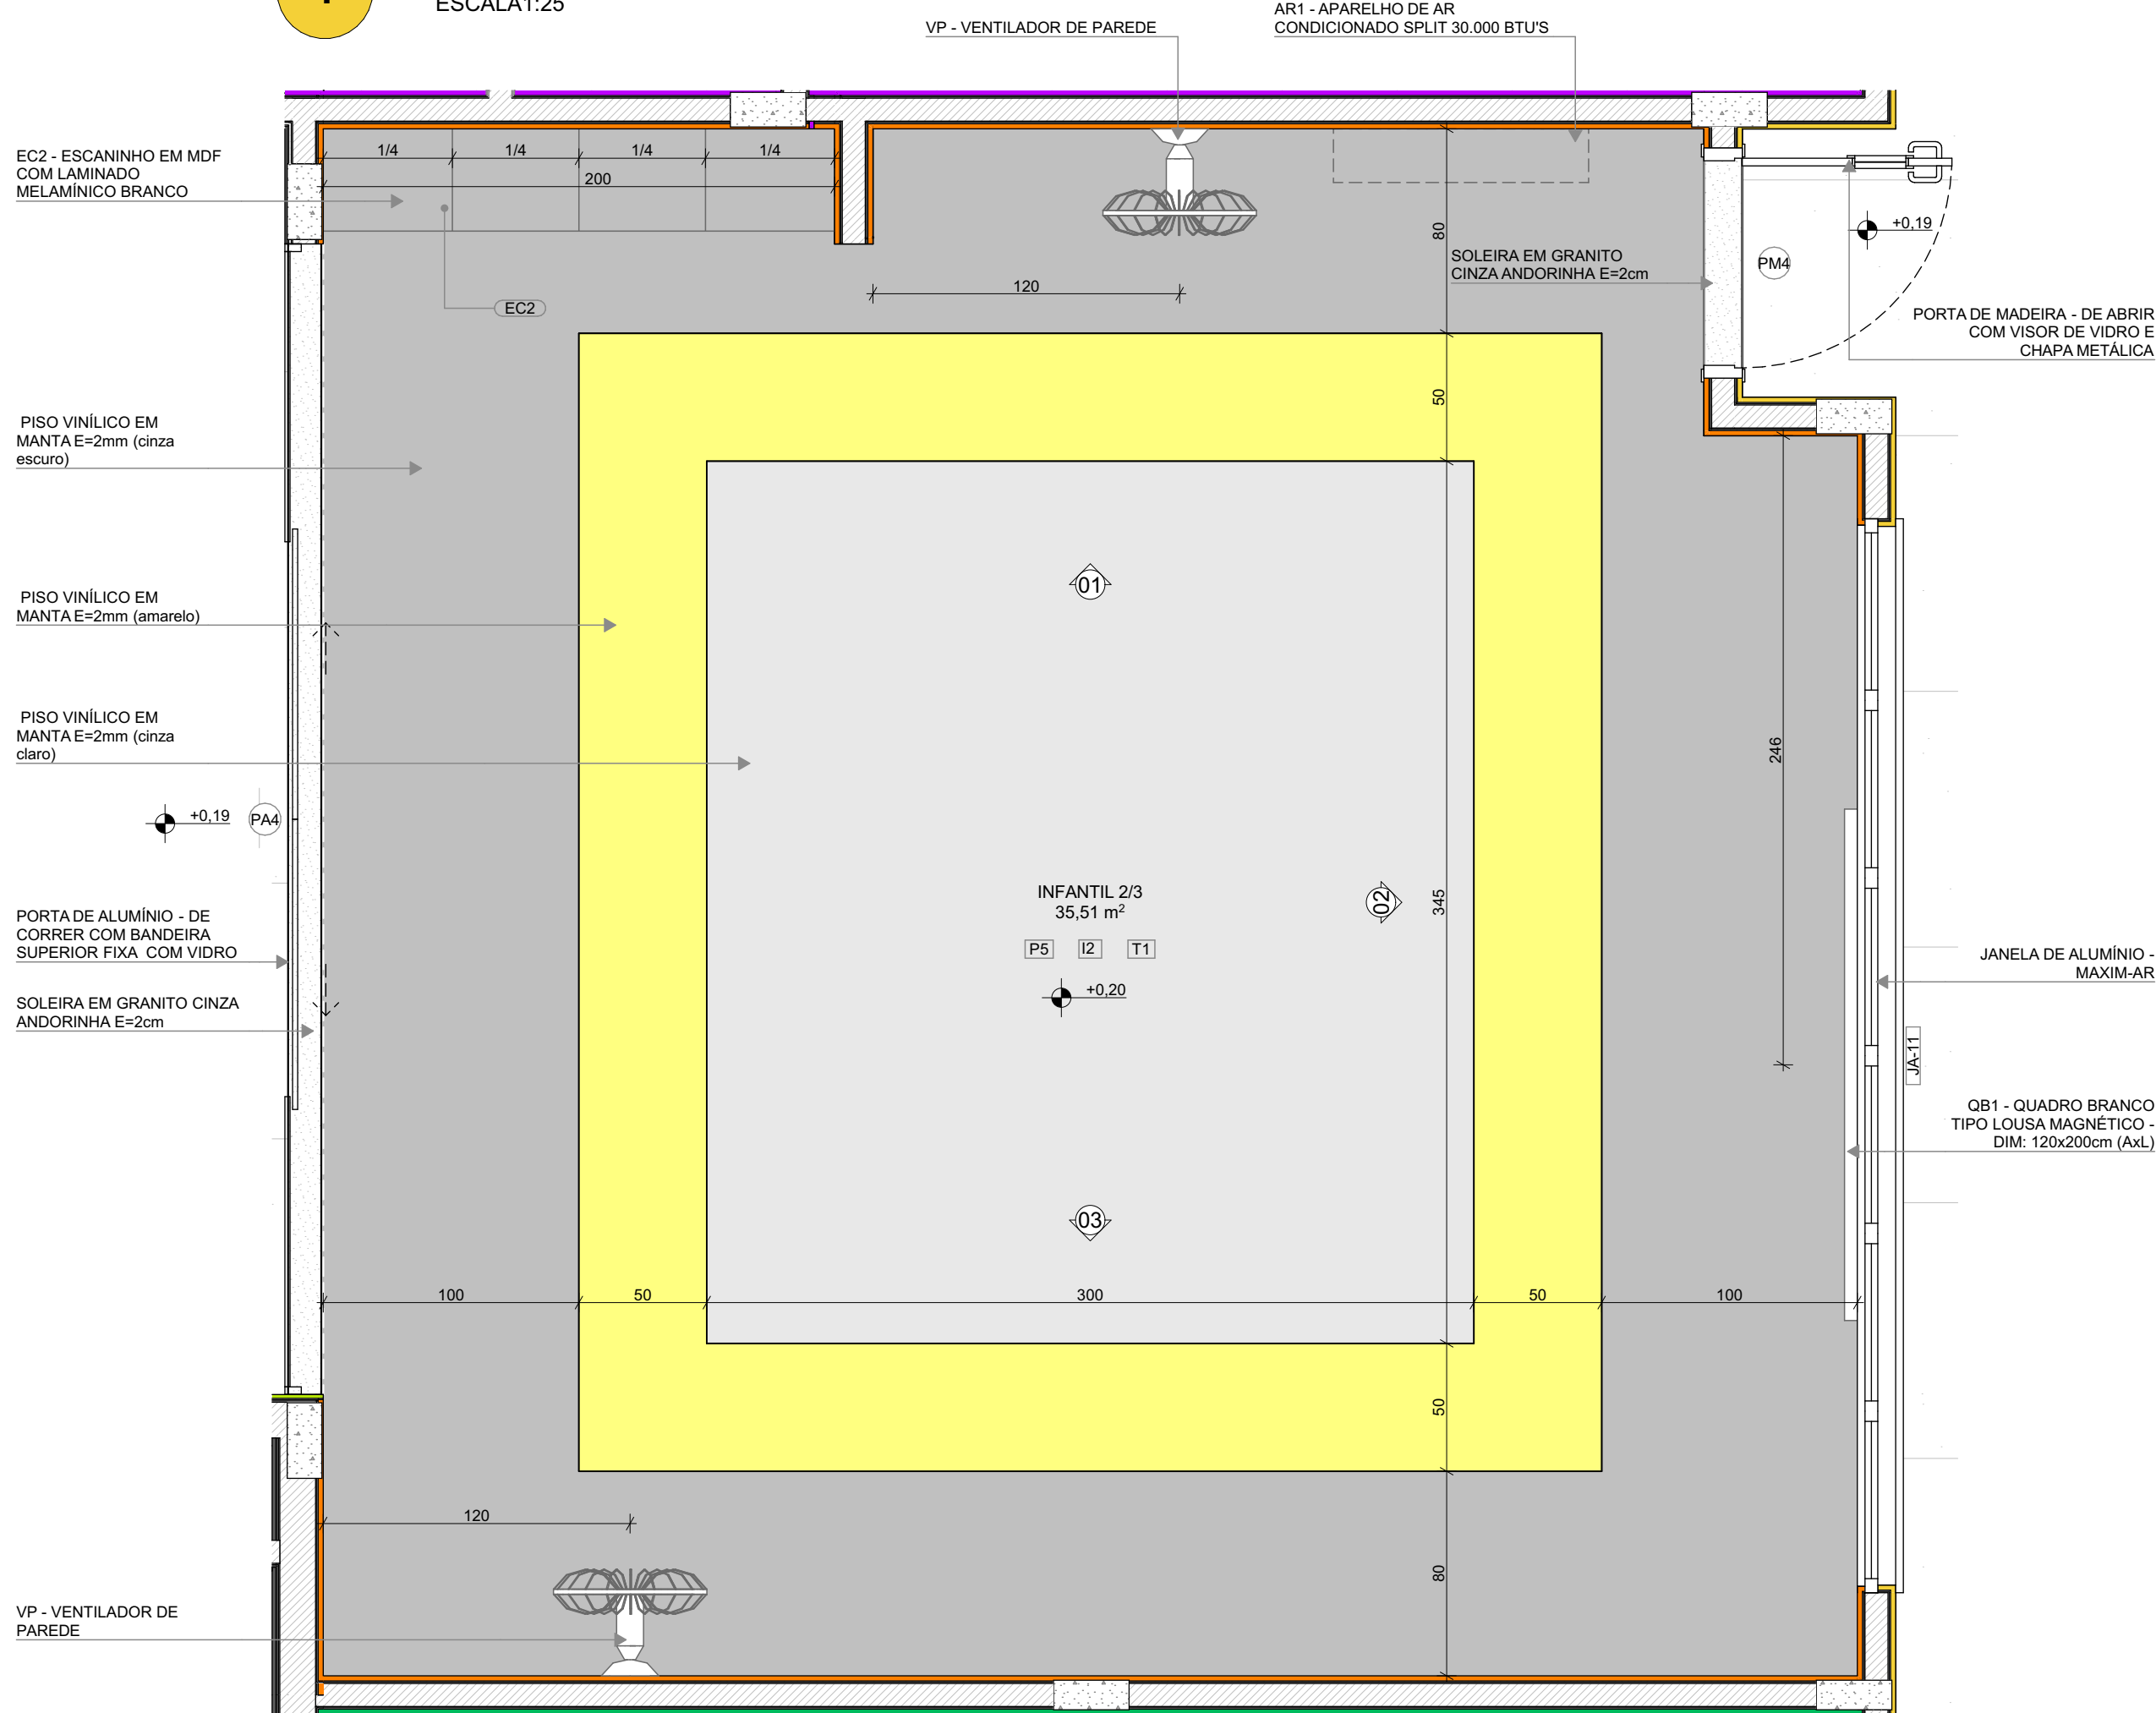 ESCALA 1:25
VP - VENTILADOR DE PAREDE
AR1 - APARELHO DE AR
CONDICIONADO SPLIT 30.000 BTU'S
EC2 - ESCANINHO EM MDF
COM LAMINADO
MELAMÍNICO BRANCO
1/4
1/4
1/4
1/4
200
80
+0,19
PM4
SOLEIRA EM GRANITO
CINZA ANDORINHA E=2cm
120
EC2
PORTA DE MADEIRA - DE ABRIR
COM VISOR DE VIDRO E
CHAPA METÁLICA
50
PISO VINÍLICO EM
MANTA E=2mm (cinza
escuro)
01
PISO VINÍLICO EM
MANTA E=2mm (amarelo)
PISO VINÍLICO EM
MANTA E=2mm (cinza
claro)
246
+0,19
PA4
INFANTIL 2/3
35,51 m²
02
345
P5
I2
T1
+0,20
PORTA DE ALUMÍNIO - DE
CORRER COM BANDEIRA
SUPERIOR FIXA COM VIDRO
JANELA DE ALUMÍNIO -
MAXIM-AR
SOLEIRA EM GRANITO CINZA
ANDORINHA E=2cm
JA-11
QB1 - QUADRO BRANCO
TIPO LOUSA MAGNÉTICO -
DIM: 120x200cm (AxL)
03
100
50
300
50
100
50
120
80
VP - VENTILADOR DE
PAREDE